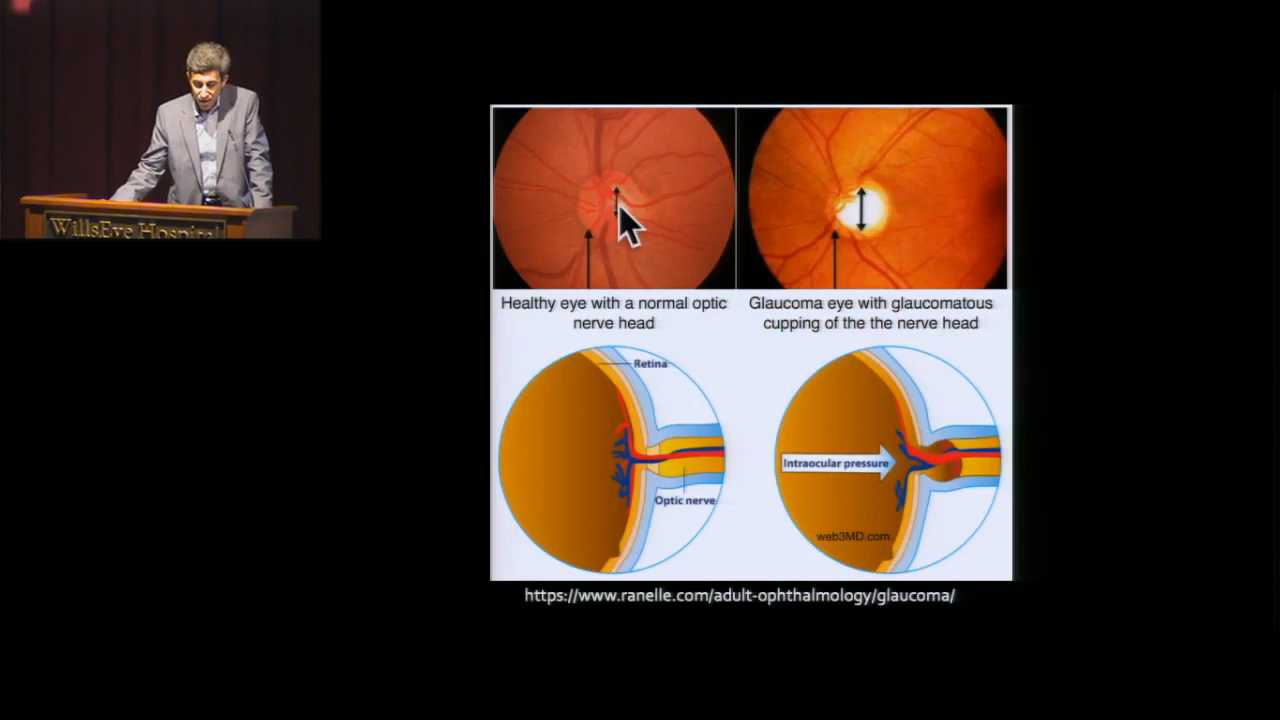 WillsEye Hospital
Healthy eye with a normal optic
nerve head
Glaucoma eye with glaucomatous
cupping of the the nerve head
Retina
Optic nerve
Intraocular pressure
web3MD.com
https://www.ranelle.com/adult-ophthalmology/glaucoma/